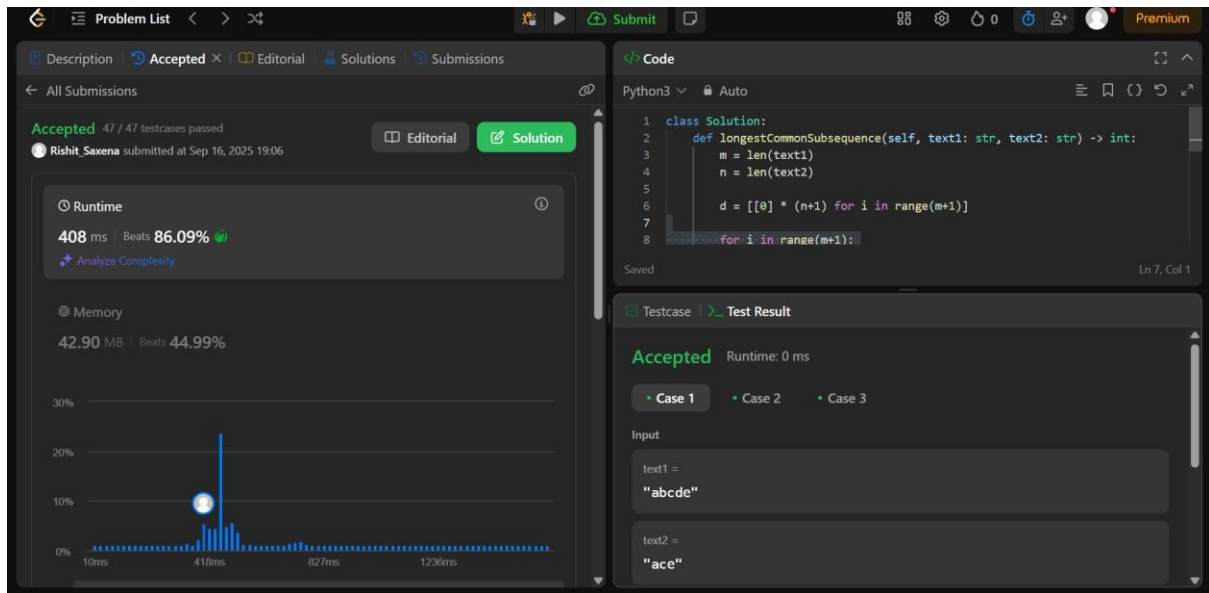 Problem List
Submit
0
Premium
Description
Accepted
Editorial
Solutions
Submissions
All Submissions
Accepted 47 / 47 testcases passed
Rishit_Saxena submitted at Sep 16, 2025 19:06
Editorial
Solution
Runtime
408 ms Beats 86.09%
Analyze Complexity
Memory
42.90 MB Beats 44.99%
30%
20%
10%
0%
10ms 418ms 827ms 1236ms
</> Code
Python3 Auto
1 class Solution:
2 def longestCommonSubsequence(self, text1: str, text2: str) -> int:
3 m = len(text1)
4 n = len(text2)
5
6 d = [[0] * (n+1) for i in range(m+1)]
7
8 for i in range(m+1):
Saved Ln 7, Col 1
Testcase >_ Test Result
Accepted Runtime: 0 ms
Case 1 Case 2 Case 3
Input
text1 =
"abcde"
text2 =
"ace"